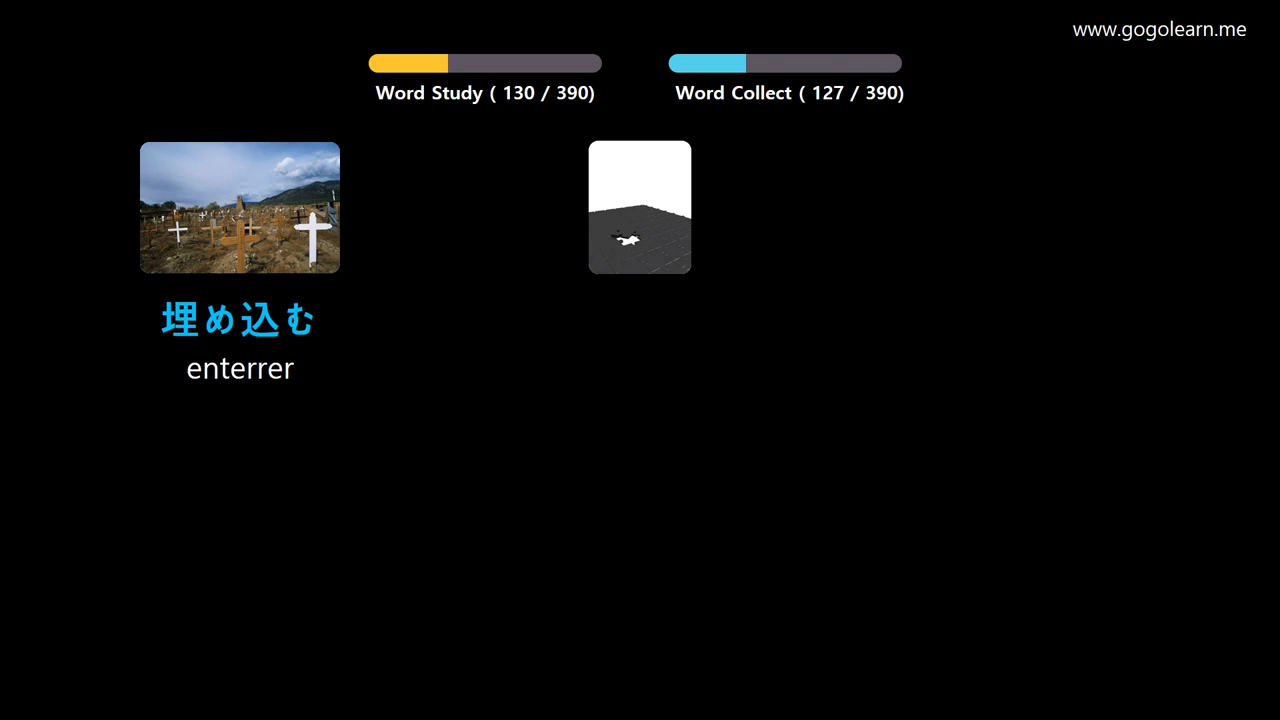 www.gogolearn.me
Word Study ( 130 / 390)
Word Collect ( 127 / 390)
埋め込む
enterrer